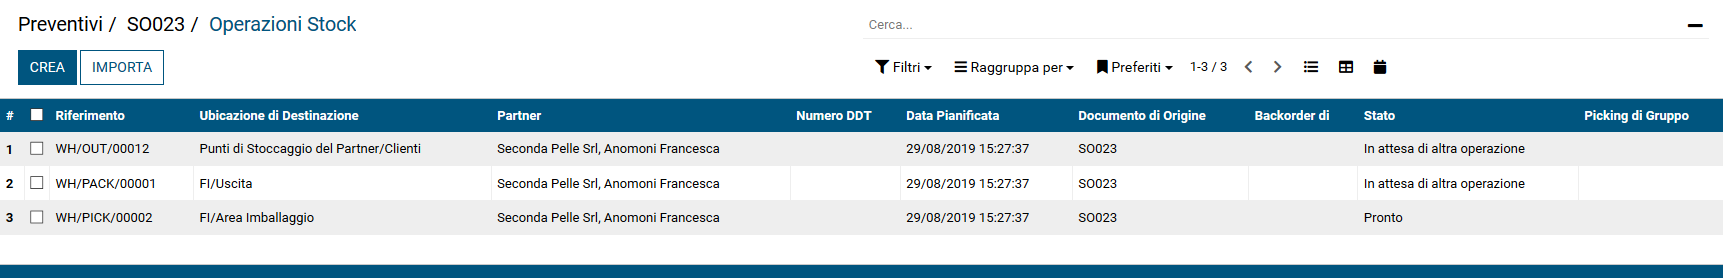 Preventivi / SO023 / Operazioni Stock
Cerca...
CREA IMPORTA
Filtri Raggruppa per Preferiti 1-3 / 3
# Riferimento Ubicazione di Destinazione Partner Numero DDT Data Pianificata Documento di Origine Backorder di Stato Picking di Gruppo
1 WH/OUT/00012 Punti di Stoccaggio del Partner/Clienti Seconda Pelle Srl, Anomoni Francesca 29/08/2019 15:27:37 SO023 In attesa di altra operazione
2 WH/PACK/00001 FI/Uscita Seconda Pelle Srl, Anomoni Francesca 29/08/2019 15:27:37 SO023 In attesa di altra operazione
3 WH/PICK/00002 FI/Area Imballaggio Seconda Pelle Srl, Anomoni Francesca 29/08/2019 15:27:37 SO023 Pronto